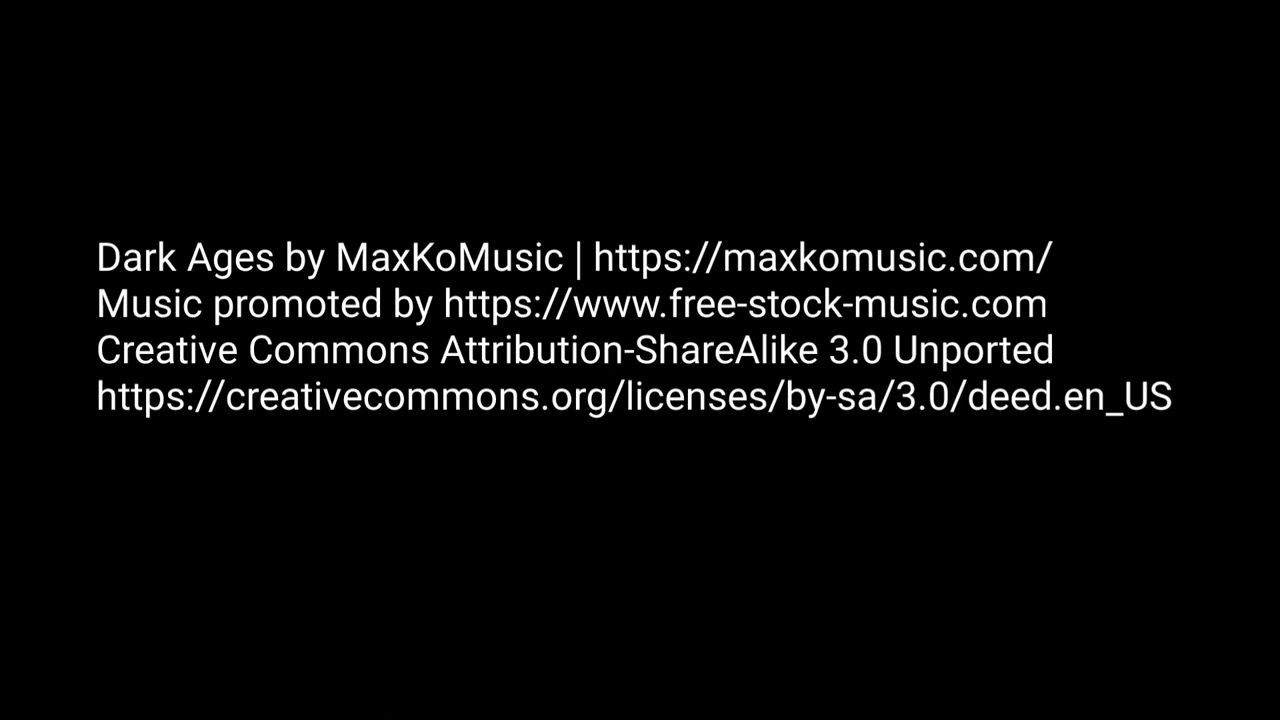 Dark Ages by MaxKoMusic | https://maxkomusic.com/
Music promoted by https://www.free-stock-music.com
Creative Commons Attribution-ShareAlike 3.0 Unported
https://creativecommons.org/licenses/by-sa/3.0/deed.en_US